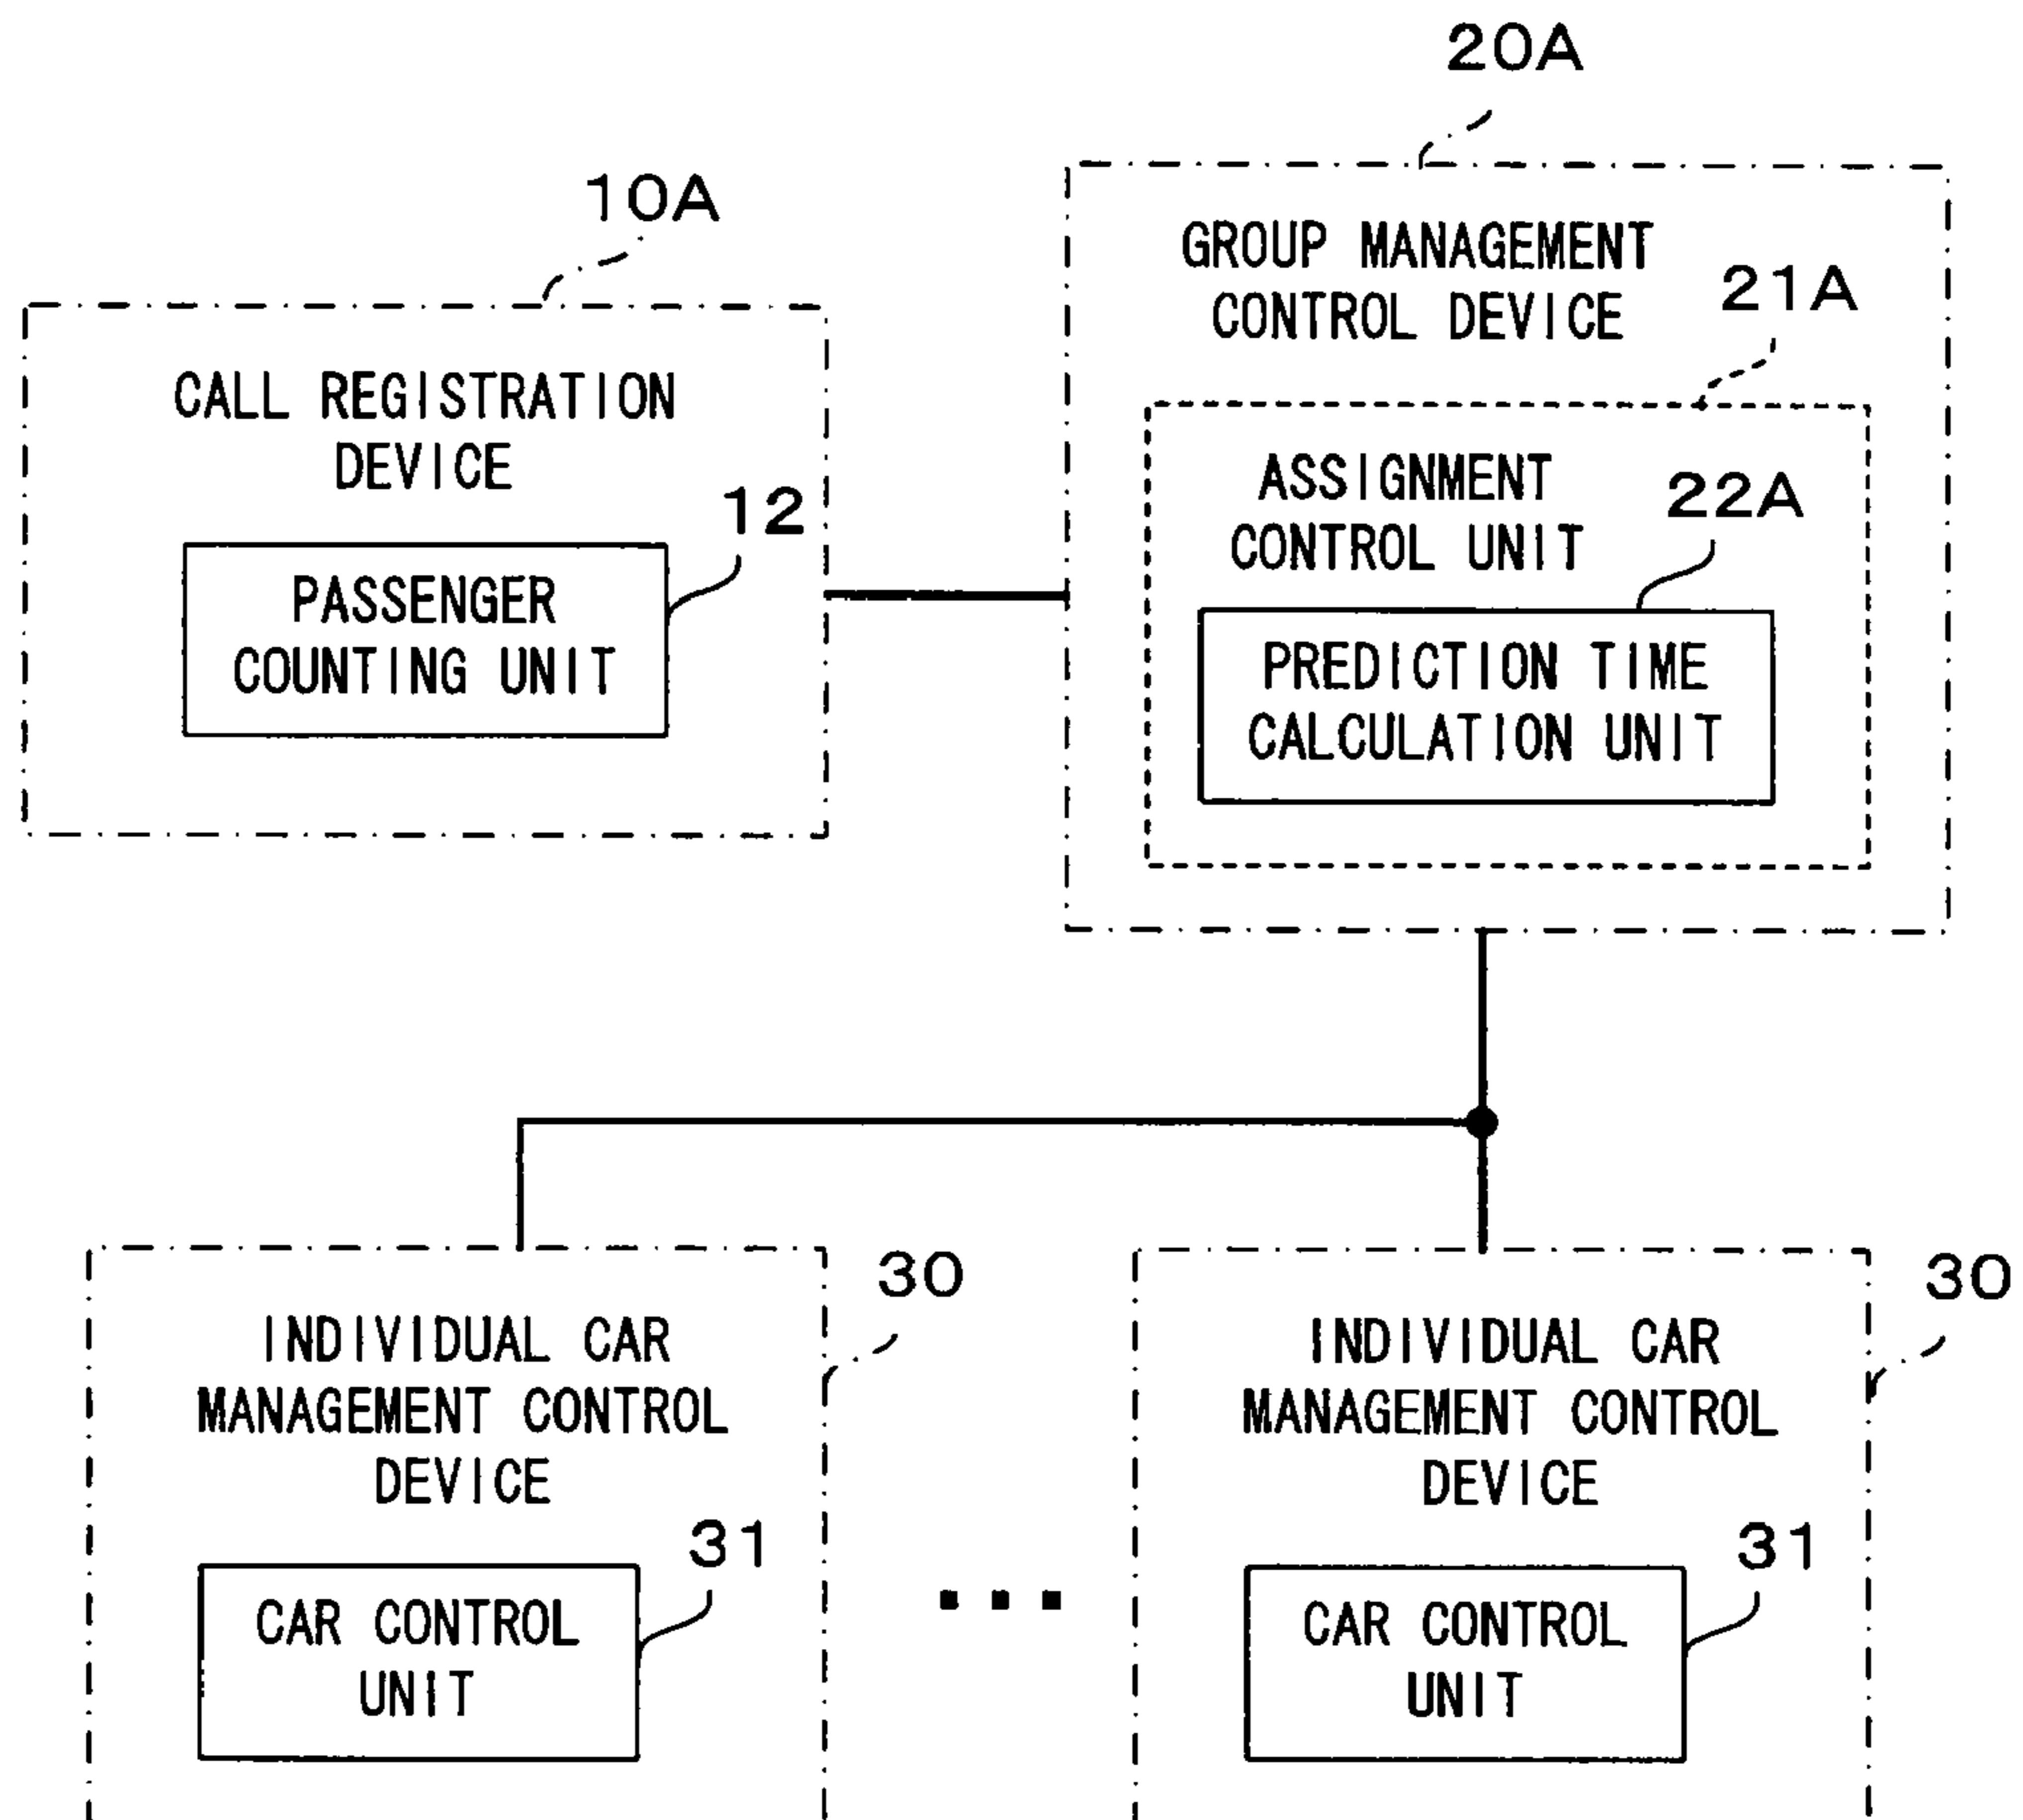 20A
10A
GROUP MANAGEMENT
CONTROL DEVICE
21A
CALL REGISTRATION
DEVICE
12
ASSIGNMENT
CONTROL UNIT
22A
PASSENGER
COUNTING UNIT
PREDICTION TIME
CALCULATION UNIT
30
INDIVIDUAL CAR
MANAGEMENT CONTROL
DEVICE
31
CAR CONTROL
UNIT
30
INDIVIDUAL CAR
MANAGEMENT CONTROL
DEVICE
31
CAR CONTROL
UNIT